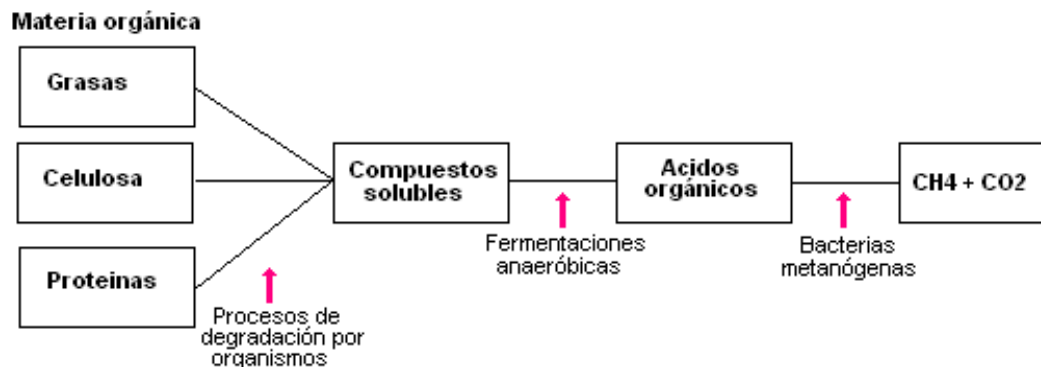 Materia orgánica
Grasas
Celulosa
Proteinas
Compuestos
solubles
Acidos
orgánicos
CH4 + CO2
Procesos de
degradación por
organismos
Fermentaciones
anaeróbicas
Bacterias
metanógenas